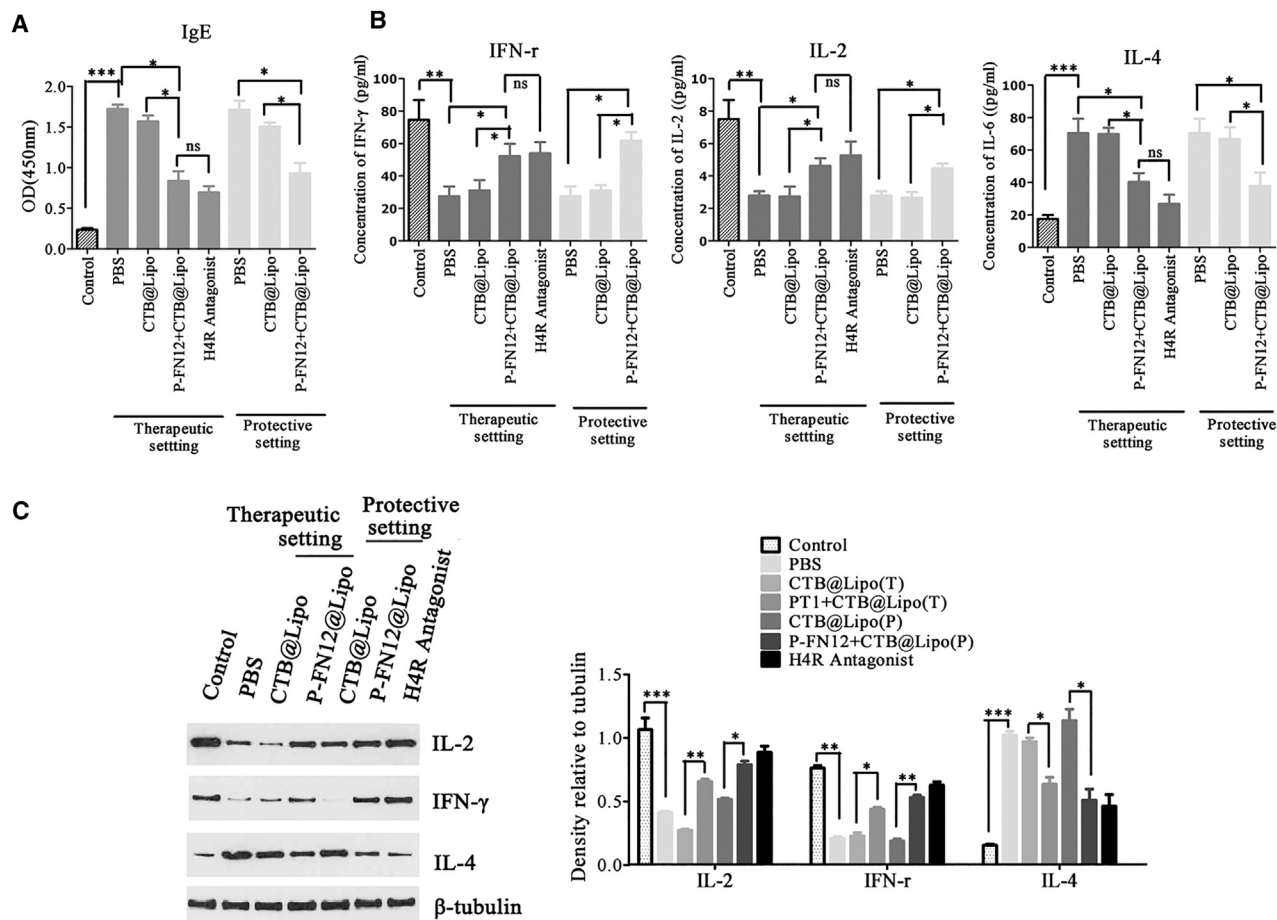 A
IgE
***
*
*
ns
*
*
OD(450nm)
2.0
1.5
1.0
0.5
0.0
Control
PBS
CTB@Lipo
P-FN12+CTB@Lipo
H4R Antagonist
PBS
CTB@Lipo
P-FN12+CTB@Lipo
Therapeutic
settting
Protective
setting
B
IFN-r
**
*
*
ns
*
*
Concentration of IFN-γ (pg/ml)
100
80
60
40
20
0
Control
PBS
CTB@Lipo
P-FN12+CTB@Lipo
H4R Antagonist
PBS
CTB@Lipo
P-FN12+CTB@Lipo
Therapeutic
settting
Protective
setting
IL-2
**
*
*
ns
*
*
Concentration of IL-2 ((pg/ml)
10
8
6
4
2
0
Control
PBS
CTB@Lipo
P-FN12+CTB@Lipo
H4R Antagonist
PBS
CTB@Lipo
P-FN12+CTB@Lipo
Therapeutic
settting
Protective
setting
IL-4
***
*
*
ns
*
*
Concentration of IL-6 ((pg/ml)
100
80
60
40
20
0
Control
PBS
CTB@Lipo
P-FN12+CTB@Lipo
H4R Antagonist
PBS
CTB@Lipo
P-FN12+CTB@Lipo
Therapeutic
settting
Protective
setting
C
Therapeutic
setting
Protective
setting
Control
PBS
CTB@Lipo
P-FN12@Lipo
CTB@Lipo
P-FN12@Lipo
H4R Antagonist
IL-2
IFN-γ
IL-4
β-tubulin
Control
PBS
CTB@Lipo(T)
PT1+CTB@Lipo(T)
CTB@Lipo(P)
P-FN12+CTB@Lipo(P)
H4R Antagonist
Density relative to tubulin
1.5
1.0
0.5
0.0
***
**
*
**
*
**
***
*
*
IL-2
IFN-r
IL-4